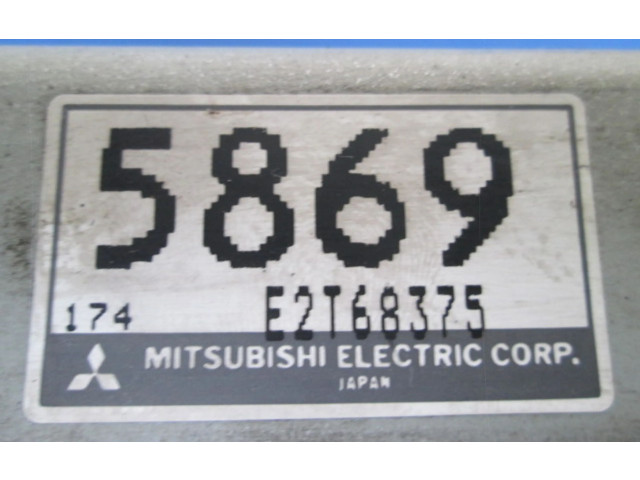 5869
174 E2T68375
MITSUBISHI ELECTRIC CORP.
JAPAN